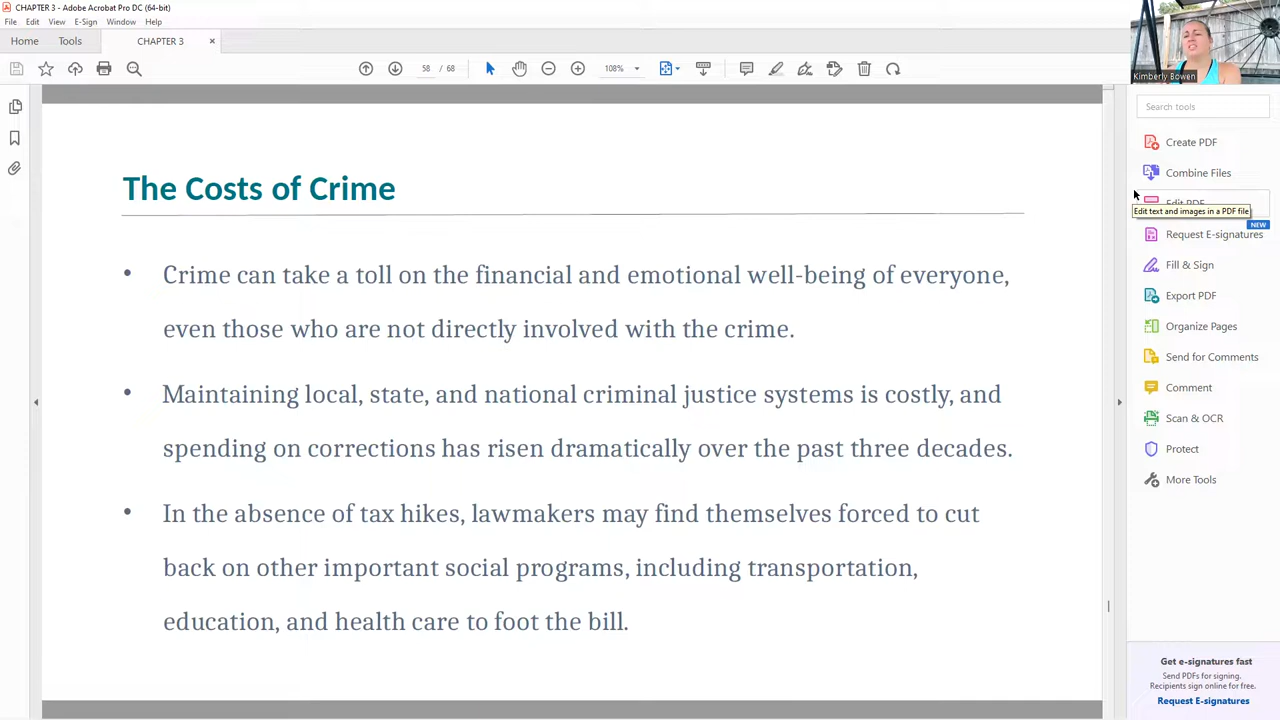 CHAPTER 3 - Adobe Acrobat Pro DC (64-bit)
File Edit View E-Sign Window Help
Home Tools CHAPTER 3 ×
58 / 68 108%
Kimberly Bowen
The Costs of Crime
• Crime can take a toll on the financial and emotional well-being of everyone,
even those who are not directly involved with the crime.
• Maintaining local, state, and national criminal justice systems is costly, and
spending on corrections has risen dramatically over the past three decades.
• In the absence of tax hikes, lawmakers may find themselves forced to cut
back on other important social programs, including transportation,
education, and health care to foot the bill.
Search tools
Create PDF
Combine Files
Edit PDF
Edit text and images in a PDF file
NEW
Request E-signatures
Fill & Sign
Export PDF
Organize Pages
Send for Comments
Comment
Scan & OCR
Protect
More Tools
Get e-signatures fast
Send PDFs for signing.
Recipients sign online for free.
Request E-signatures